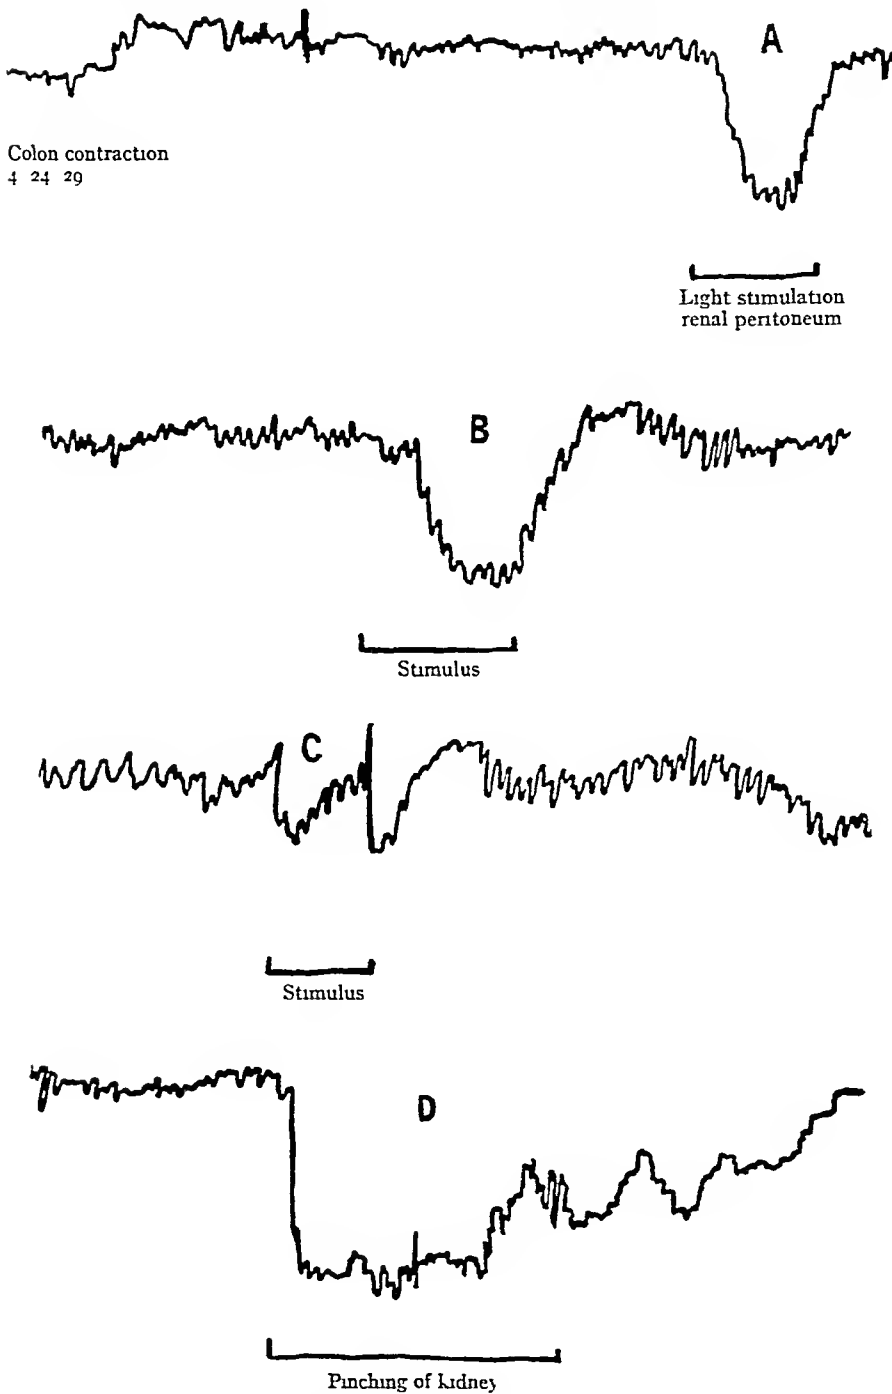 A
Colon contraction
4 24 29
Light stimulation
renal peritoneum
B
Stimulus
C
Stimulus
D
Pinching of kidney